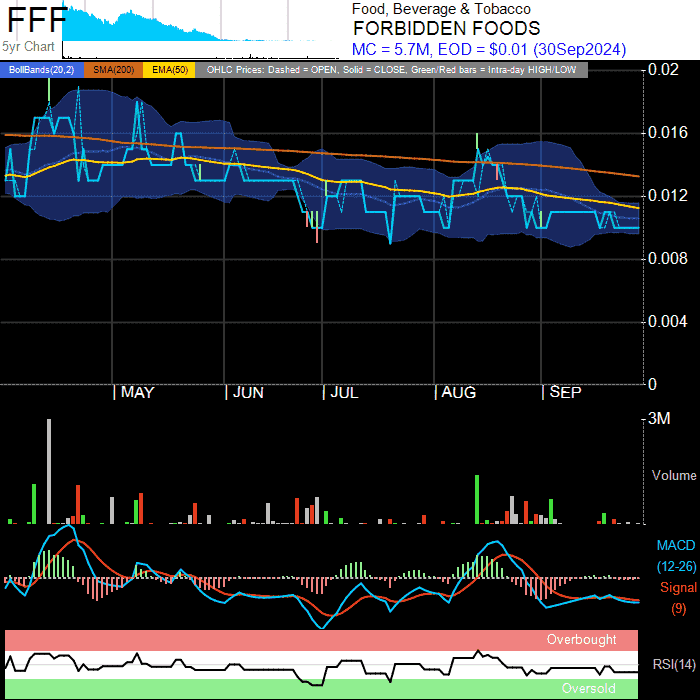 FFF
5yr Chart
Food, Beverage & Tobacco
FORBIDDEN FOODS
MC = 5.7M, EOD = $0.01 (30Sep2024)
BollBands(20,2) SMA(200) EMA(50) OHLC Prices: Dashed = OPEN, Solid = CLOSE, Green/Red bars = Intra-day HIGH/LOW
0.02
0.016
0.012
0.008
0.004
0
MAY JUN JUL AUG SEP
3M
Volume
MACD
(12-26)
Signal
(9)
Overbought
RSI(14)
Oversold